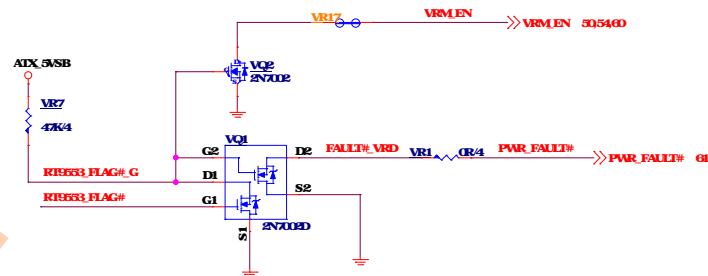 VR17
VRM_EN
VRM_EN 50,54,60
ATX_5VSB
VQ2
2N7002
VR7
47K/4
VQ1
G2
D2
FAULT#_VRD
VR1
0R/4
PWR_FAULT#
PWR_FAULT# 61
RT9553_FLAG#_G
D1
S2
RT9553_FLAG#
G1
S1
2N7002D